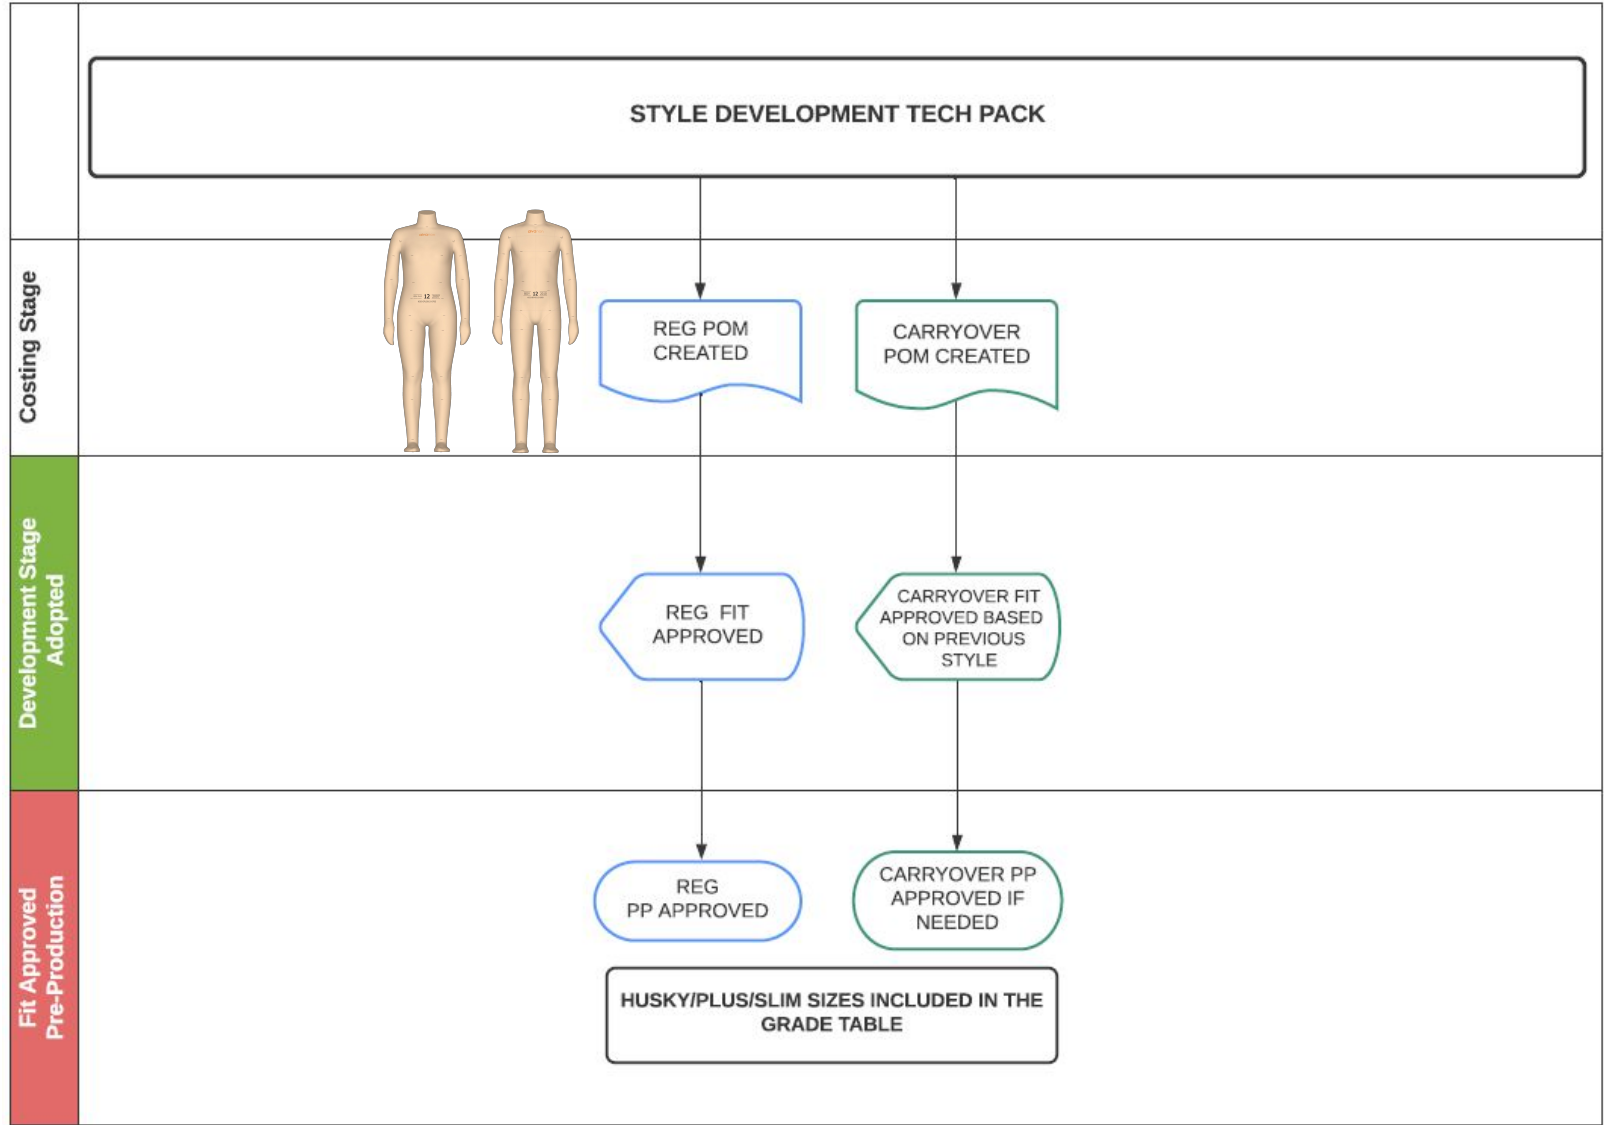 STYLE DEVELOPMENT TECH PACK
Costing Stage
12
12
REG POM
CREATED
CARRYOVER
POM CREATED
Development Stage
Adopted
REG FIT
APPROVED
CARRYOVER FIT
APPROVED BASED
ON PREVIOUS
STYLE
Fit Approved
Pre-Production
REG
PP APPROVED
CARRYOVER PP
APPROVED IF
NEEDED
HUSKY/PLUS/SLIM SIZES INCLUDED IN THE
GRADE TABLE